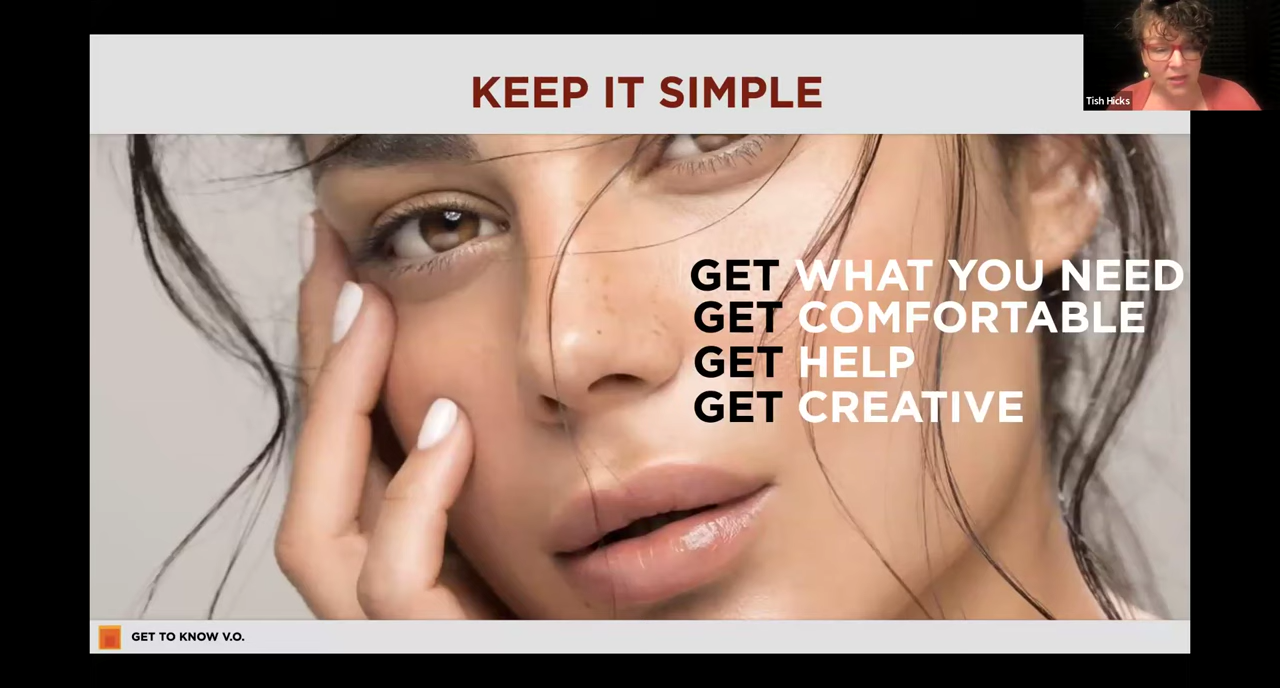 KEEP IT SIMPLE
Tish Hicks
GET WHAT YOU NEED
GET COMFORTABLE
GET HELP
GET CREATIVE
GET TO KNOW V.O.